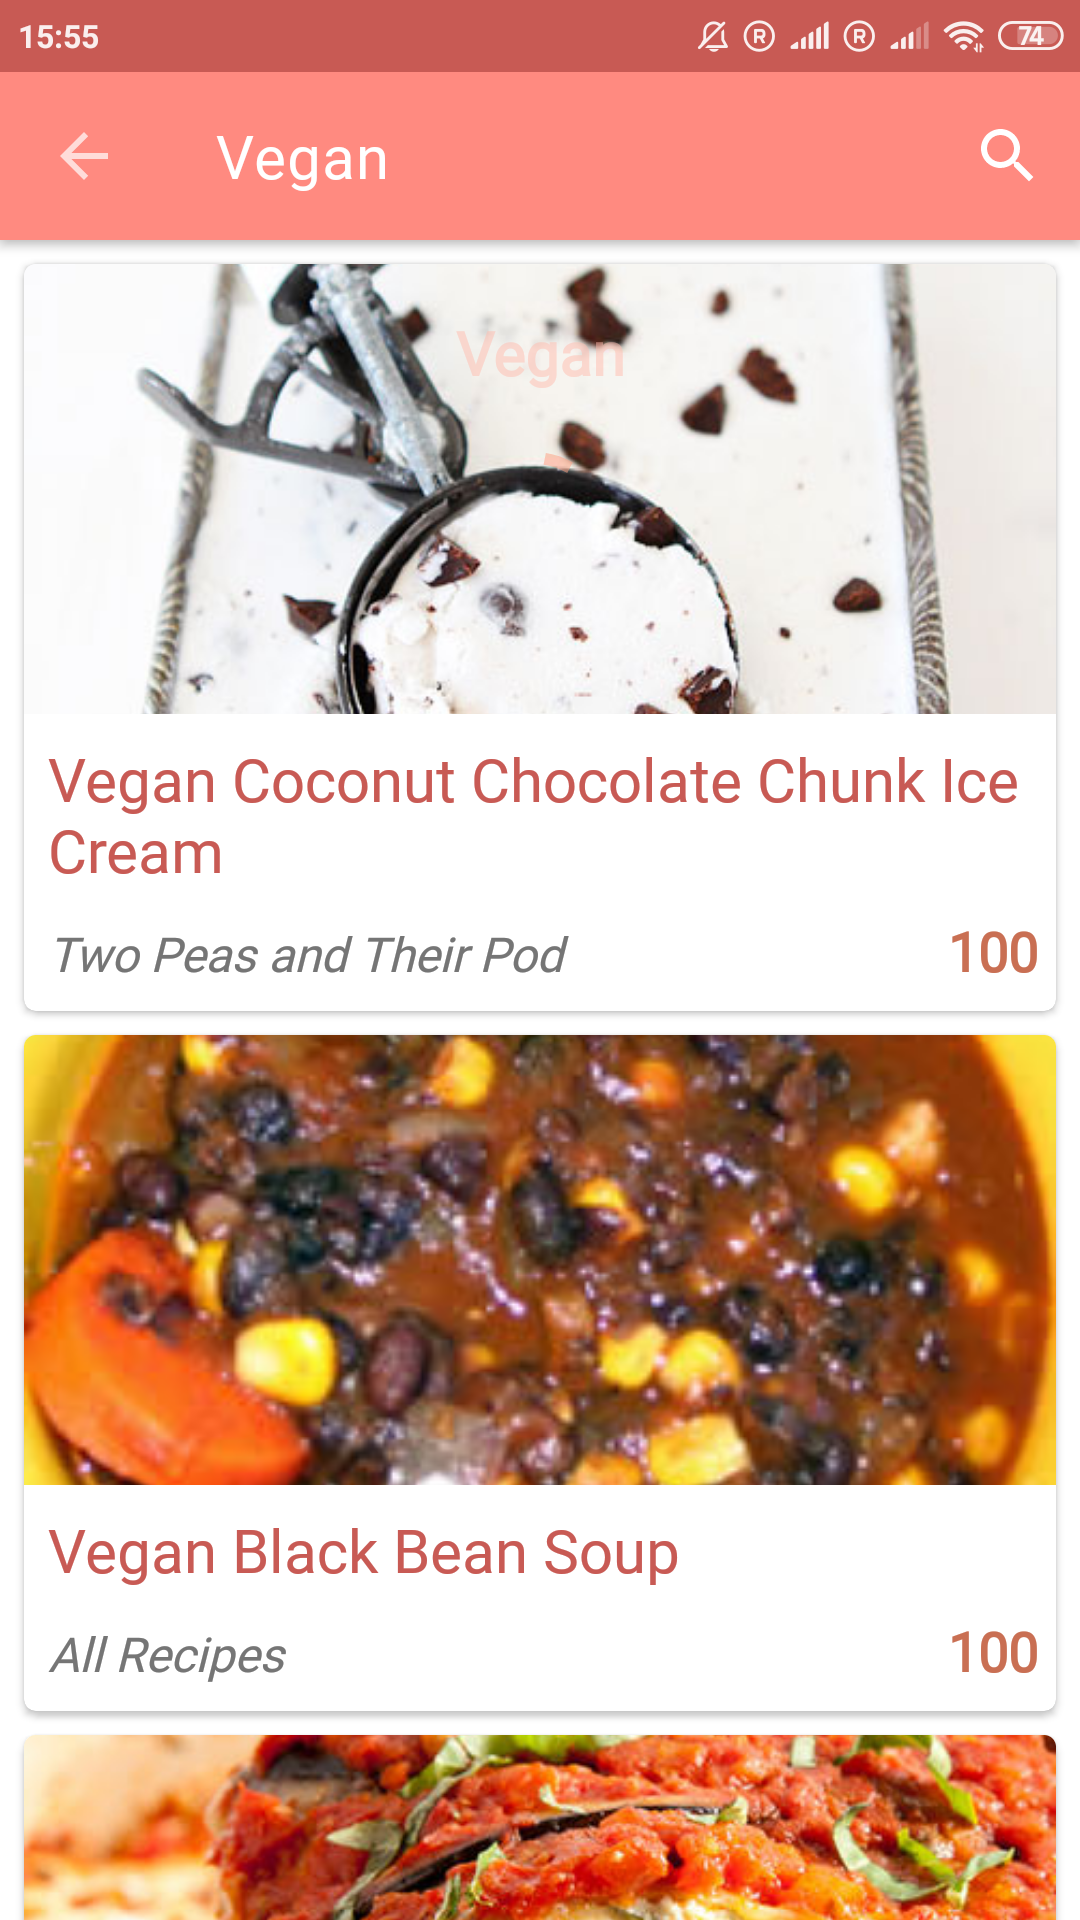 15:55
R
R
74
Vegan
Vegan
Vegan Coconut Chocolate Chunk Ice
Cream
Two Peas and Their Pod
100
Vegan Black Bean Soup
All Recipes
100